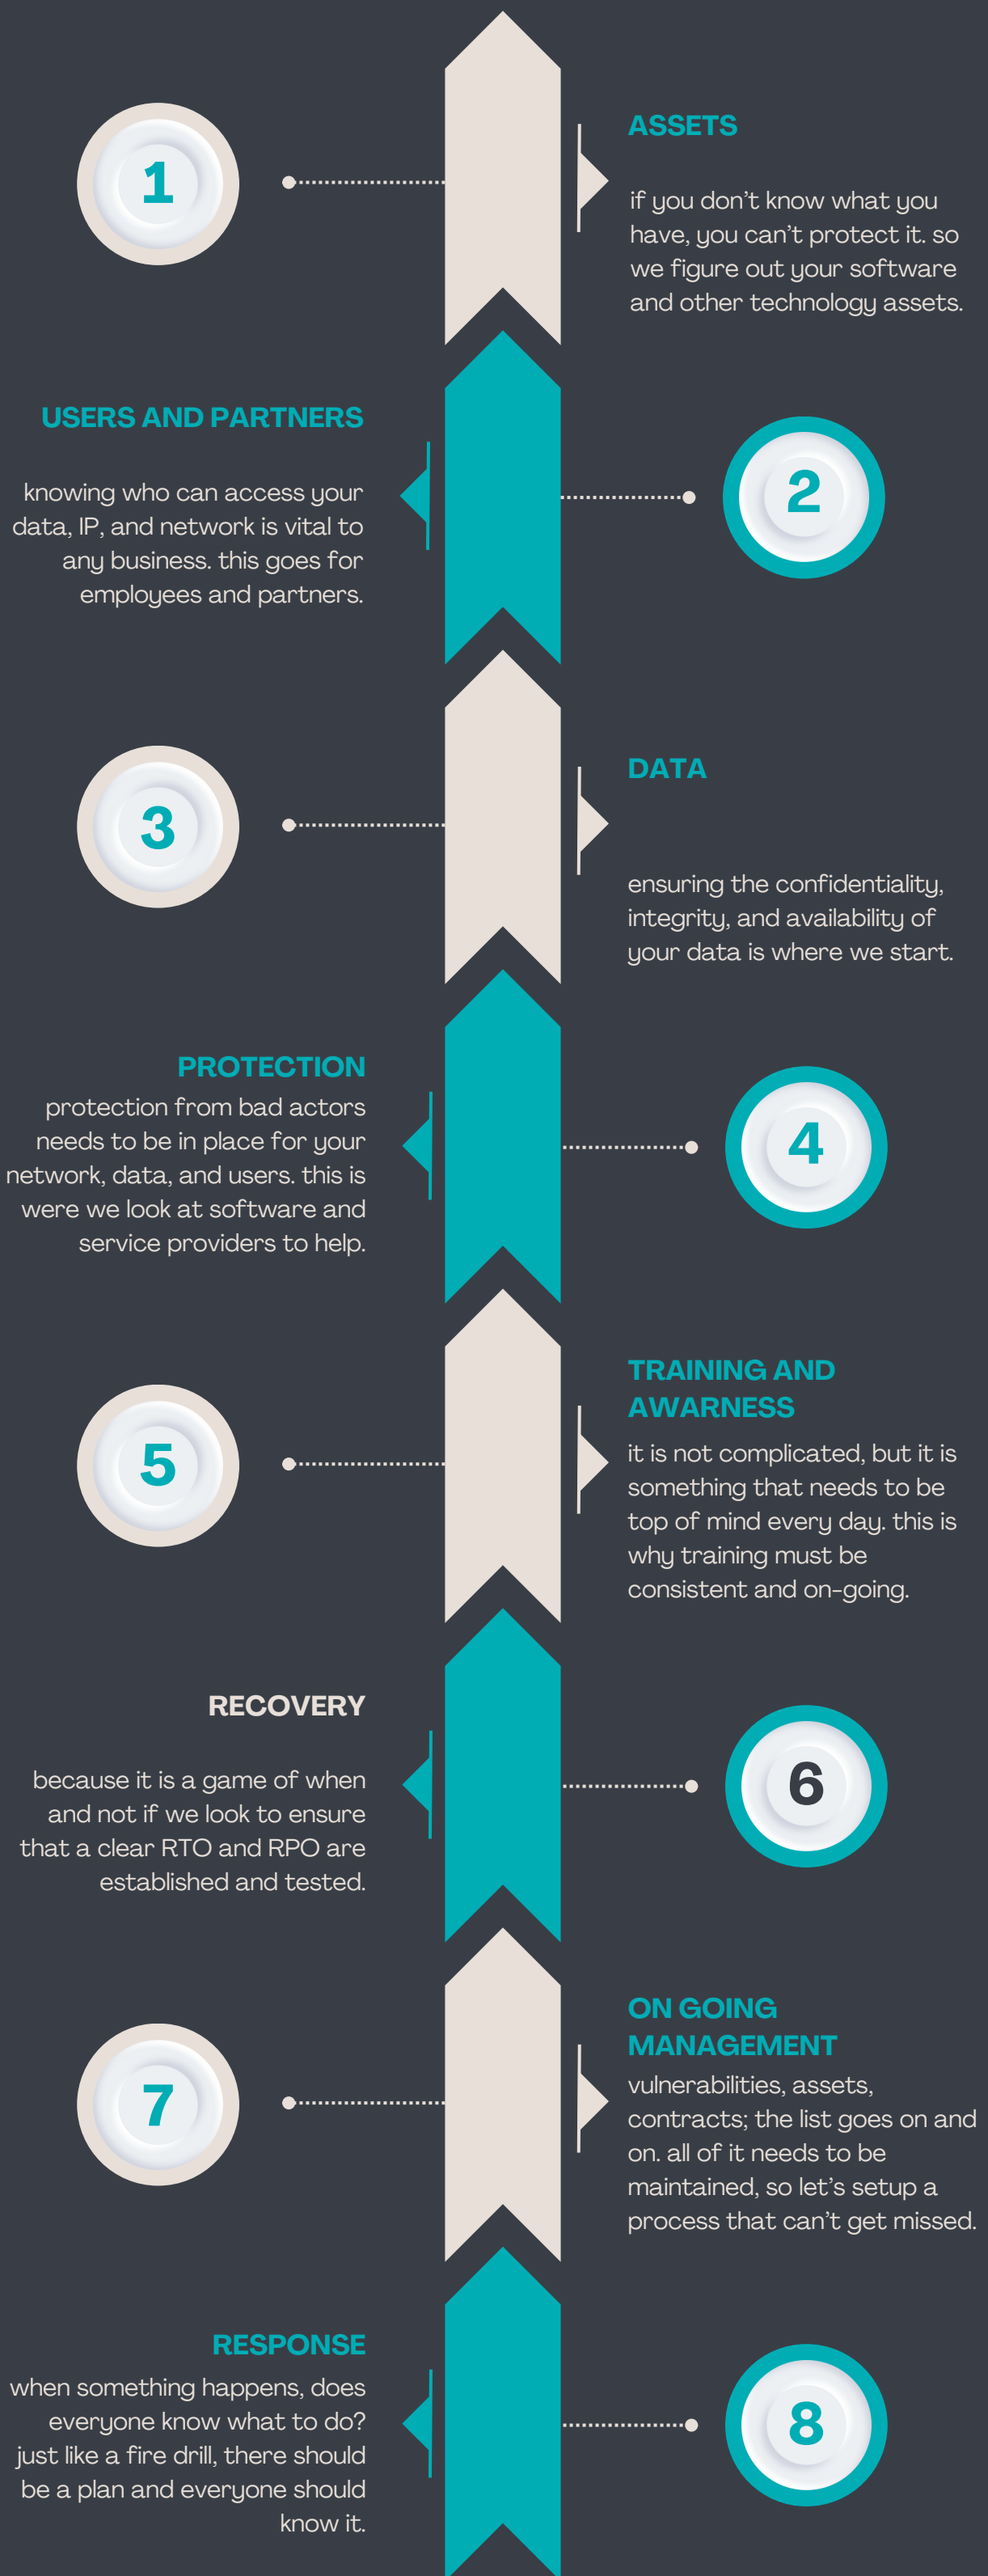 1
ASSETS
if you don't know what you
have, you can't protect it. so
we figure out your software
and other technology assets.
USERS AND PARTNERS
knowing who can access your
data, IP, and network is vital to
any business. this goes for
employees and partners.
2
3
DATA
ensuring the confidentiality,
integrity, and availability of
your data is where we start.
PROTECTION
protection from bad actors
needs to be in place for your
network, data, and users. this is
were we look at software and
service providers to help.
4
5
TRAINING AND
AWARNESS
it is not complicated, but it is
something that needs to be
top of mind every day. this is
why training must be
consistent and on-going.
RECOVERY
because it is a game of when
and not if we look to ensure
that a clear RTO and RPO are
established and tested.
6
7
ON GOING
MANAGEMENT
vulnerabilities, assets,
contracts; the list goes on and
on. all of it needs to be
maintained, so let's setup a
process that can't get missed.
RESPONSE
when something happens, does
everyone know what to do?
just like a fire drill, there should
be a plan and everyone should
know it.
8